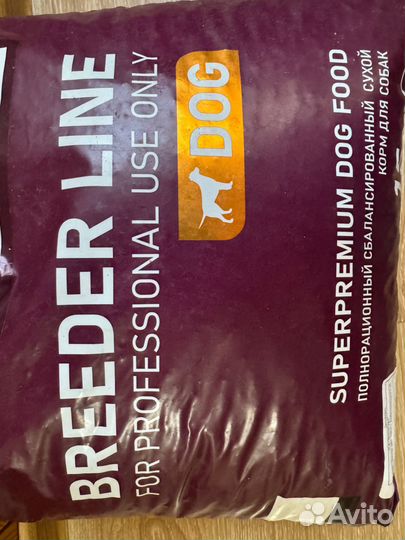 BREEDER LINE
FOR PROFESSIONAL USE ONLY
DOG
SUPERPREMIUM DOG FOOD
ПОЛНОРАЦИОННЫЙ СБАЛАНСИРОВАННЫЙ СУХОЙ
КОРМ ДЛЯ СОБАК
Avito